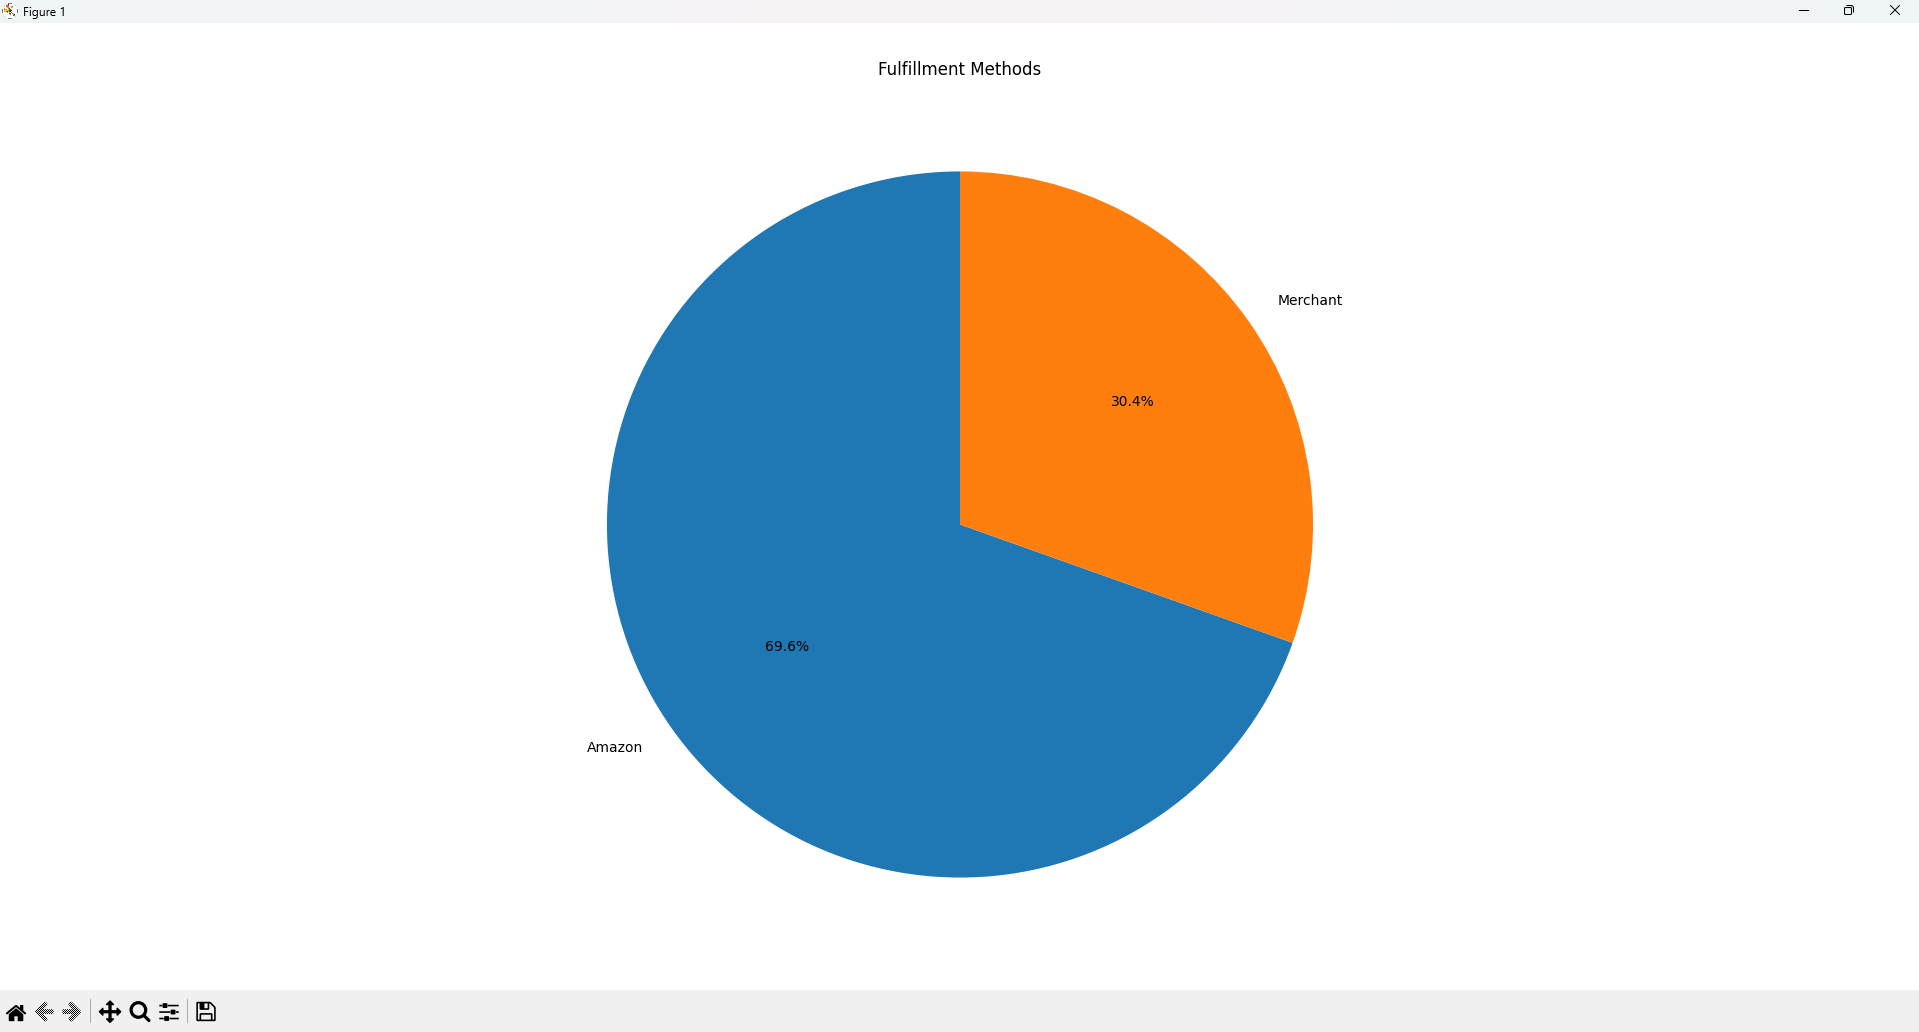 Figure 1
Fulfillment Methods
Merchant
30.4%
69.6%
Amazon